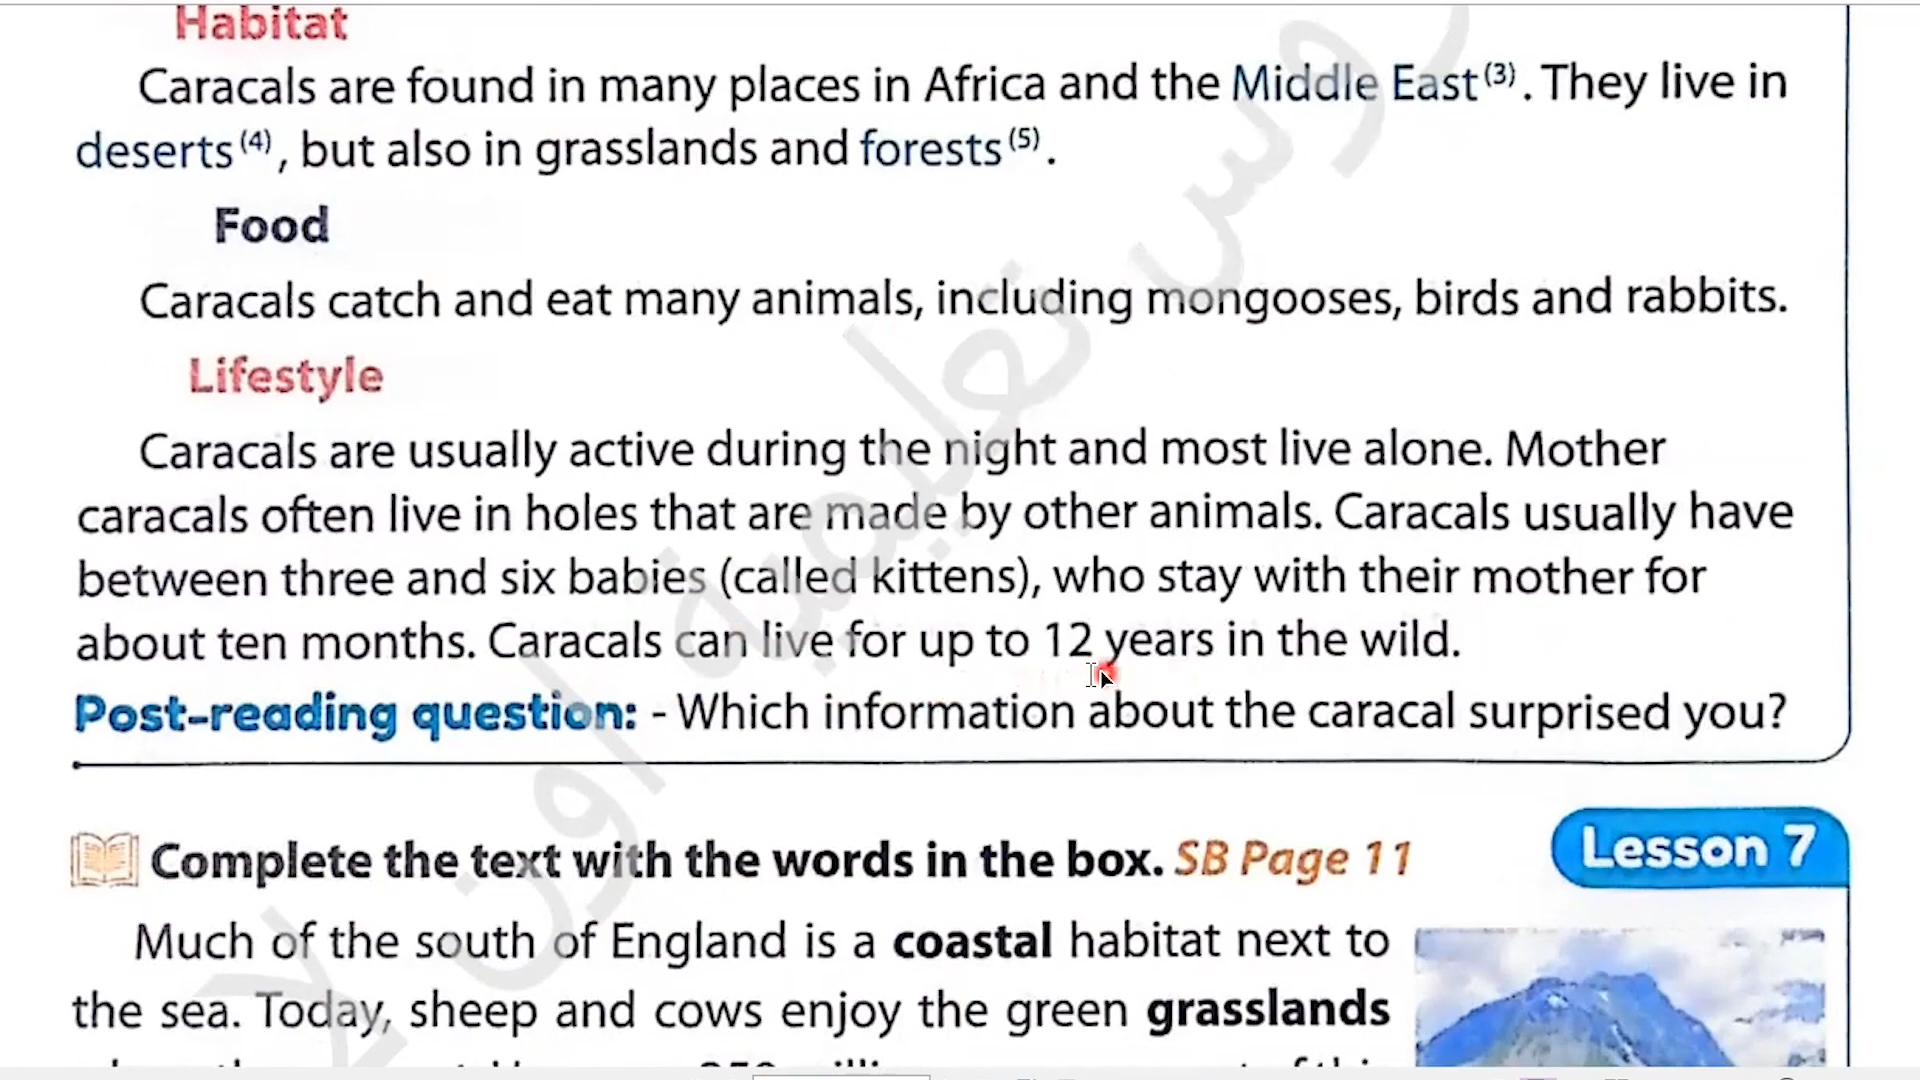 Habitat
Caracals are found in many places in Africa and the Middle East(3). They live in
deserts(4), but also in grasslands and forests(5).
Food
Caracals catch and eat many animals, including mongooses, birds and rabbits.
Lifestyle
Caracals are usually active during the night and most live alone. Mother
caracals often live in holes that are made by other animals. Caracals usually have
between three and six babies (called kittens), who stay with their mother for
about ten months. Caracals can live for up to 12 years in the wild.
Post-reading question: - Which information about the caracal surprised you?
Complete the text with the words in the box. SB Page 11
Lesson 7
Much of the south of England is a coastal habitat next to
the sea. Today, sheep and cows enjoy the green grasslands
دروس تعليمية اون لا